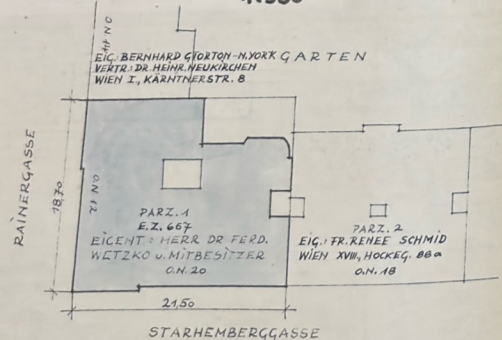 EIG. BERNHARD GTORTON-N.YORK GARTEN
VERTR: DR. HEINR. NEUKIRCHEN
WIEN I., KÄRNTNERSTR. 8
RAINERGASSE
18,70
O.N 12
PARZ. 1
E.Z. 667
EIGENT: HERR DR FERD.
WETZKO u. MITBESITZER
O.N. 20
PARZ. 2
EIG.: FR. RENEE SCHMID
WIEN XVIII, HOCKEG. 88a
O.N. 18
21,50
STARHEMBERGGASSE